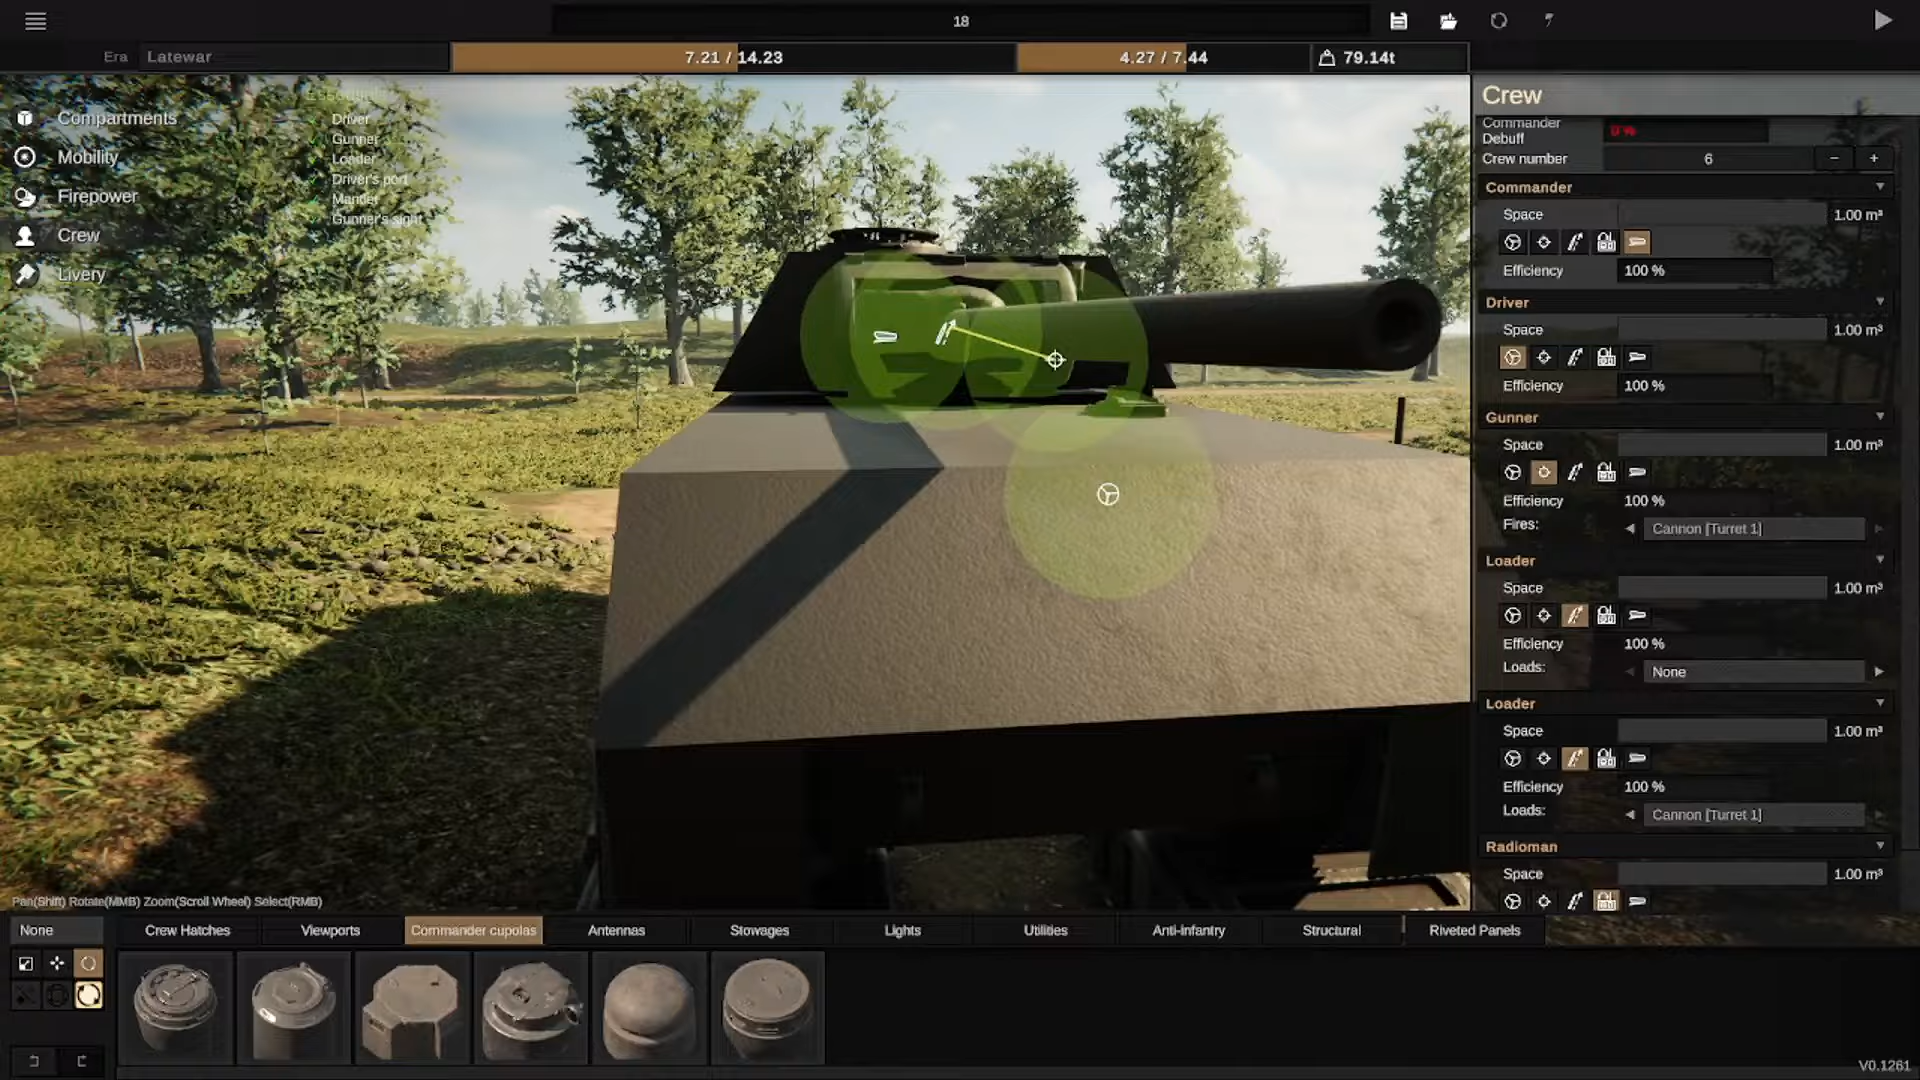 18
Era Latewar 7.21 / 14.23 4.27 / 7.44 79.14t
Compartments
Mobility
Firepower
Crew
Livery
Essentials
Driver
Gunner
Loader
Driver's port
Mantlet
Gunner's sight
Crew
Commander
Debuff 0 %
Crew number 6 - +
Commander
Space 1.00 m³
Efficiency 100 %
Driver
Space 1.00 m³
Efficiency 100 %
Gunner
Space 1.00 m³
Efficiency 100 %
Fires: Cannon [Turret 1]
Loader
Space 1.00 m³
Efficiency 100 %
Loads: None
Loader
Space 1.00 m³
Efficiency 100 %
Loads: Cannon [Turret 1]
Radioman
Space 1.00 m³
Pan(Shift) Rotate(MMB) Zoom(Scroll Wheel) Select(RMB)
None Crew Hatches Viewports Commander cupolas Antennas Stowages Lights Utilities Anti-infantry Structural Riveted Panels
V0.1261